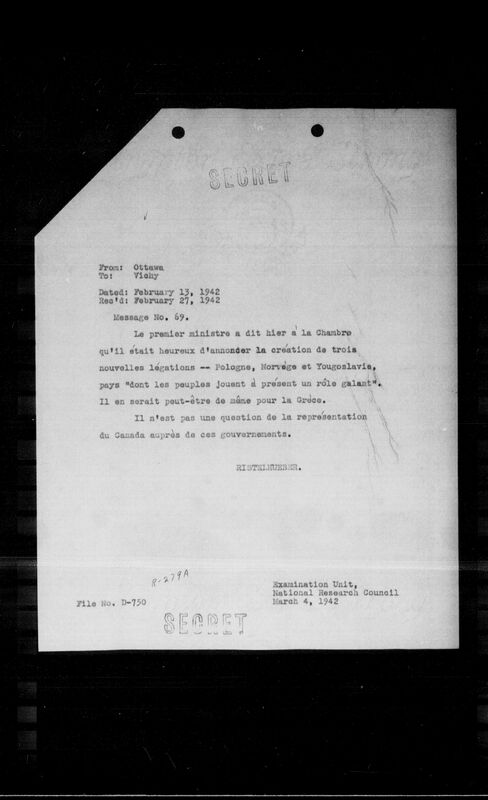 SECRET
From: Ottawa
To: Vichy
Dated: February 13, 1942
Rec'd: February 27, 1942
Message No. 69.
Le premier ministre a dit hier à la Chambre
qu'il était heureux d'annonder la création de trois
nouvelles légations -- Pologne, Norvège et Yougoslavie,
pays "dont les peuples jouent à présent un rôle galant".
Il en serait peut-être de même pour la Grèce.
Il n'est pas une question de la représentation
du Canada auprès de ces gouvernements.
RISTELHUEBER.
R-279A
Examination Unit,
National Research Council
File No. D-750
March 4, 1942
SECRET